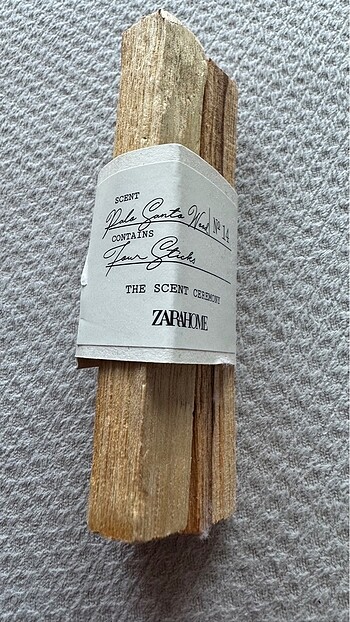 SCENT
Palo Santo Wood | Nº 14
CONTAINS
Four Sticks
THE SCENT CEREMONY
ZARAHOME